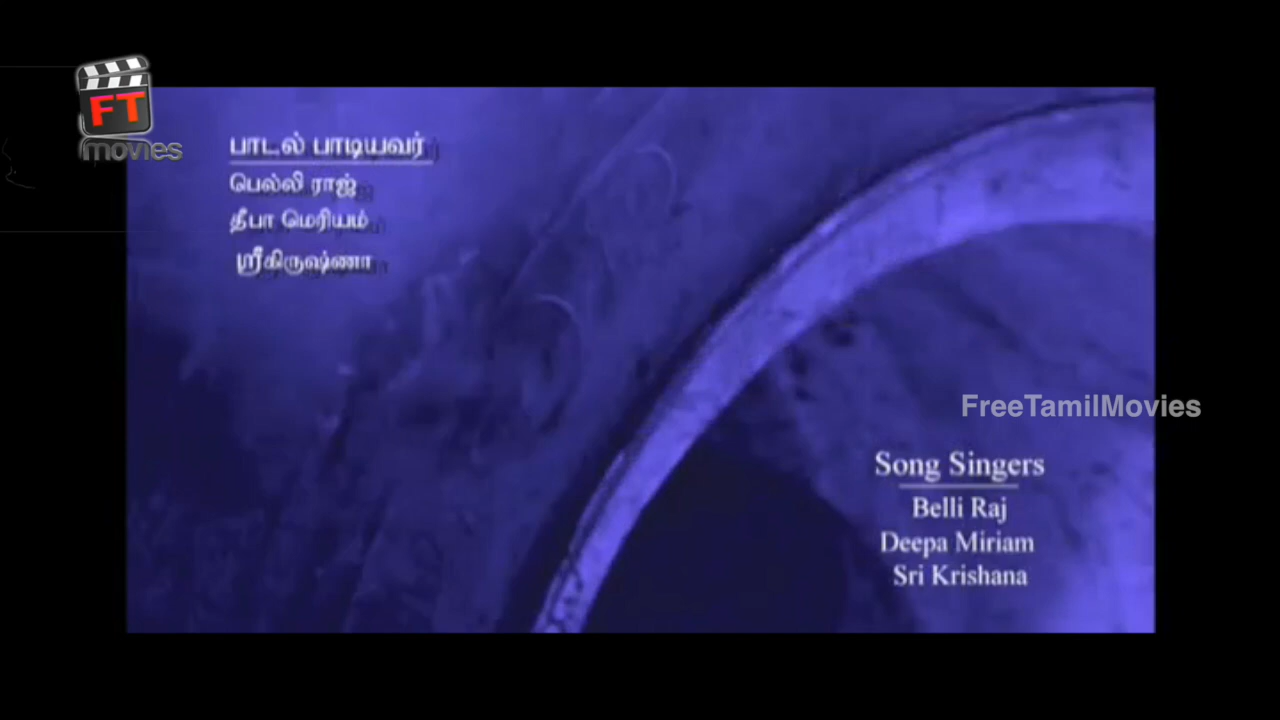 FT
movies
பாடல் பாடியவர்
பெல்லி ராஜ்
தீபா மெரியம்
ஸ்ரீகிருஷ்ணா
FreeTamilMovies
Song Singers
Belli Raj
Deepa Miriam
Sri Krishana